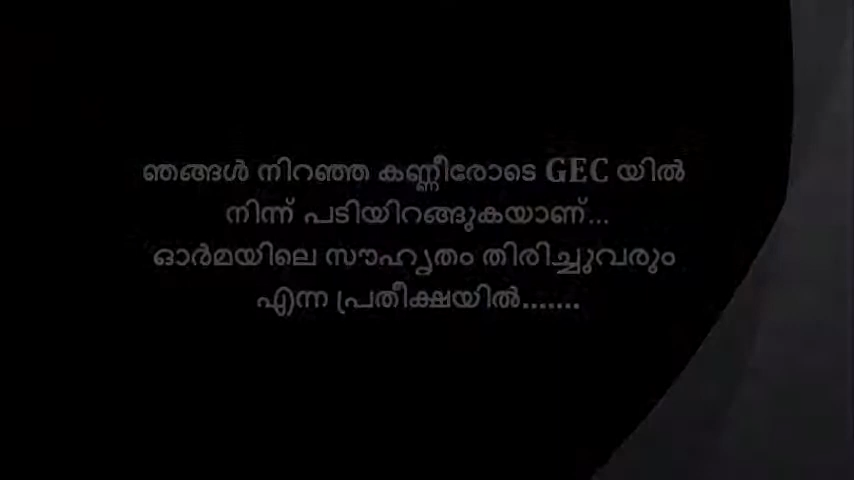 ഞങ്ങൾ നിറഞ്ഞ കണ്ണീരോടെ GEC യിൽ
നിന്ന് പടിയിറങ്ങുകയാണ്...
ഓർമയിലെ സൗഹൃതം തിരിച്ചുവരും
എന്ന പ്രതീക്ഷയിൽ.......